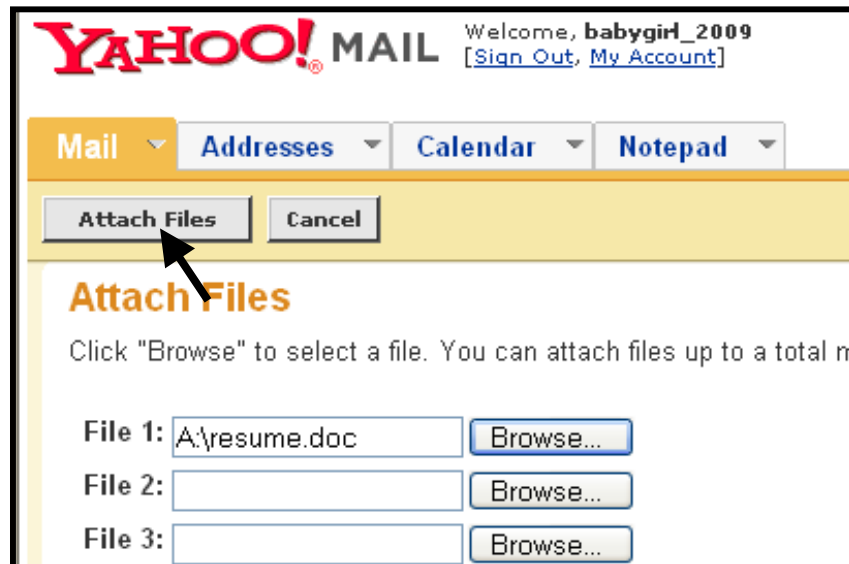 YAHOO!® MAIL
Welcome, babygirl_2009
[Sign Out, My Account]
Mail Addresses Calendar Notepad
Attach Files Cancel
Attach Files
Click "Browse" to select a file. You can attach files up to a total
File 1: A:\resume.doc Browse...
File 2: Browse...
File 3: Browse...